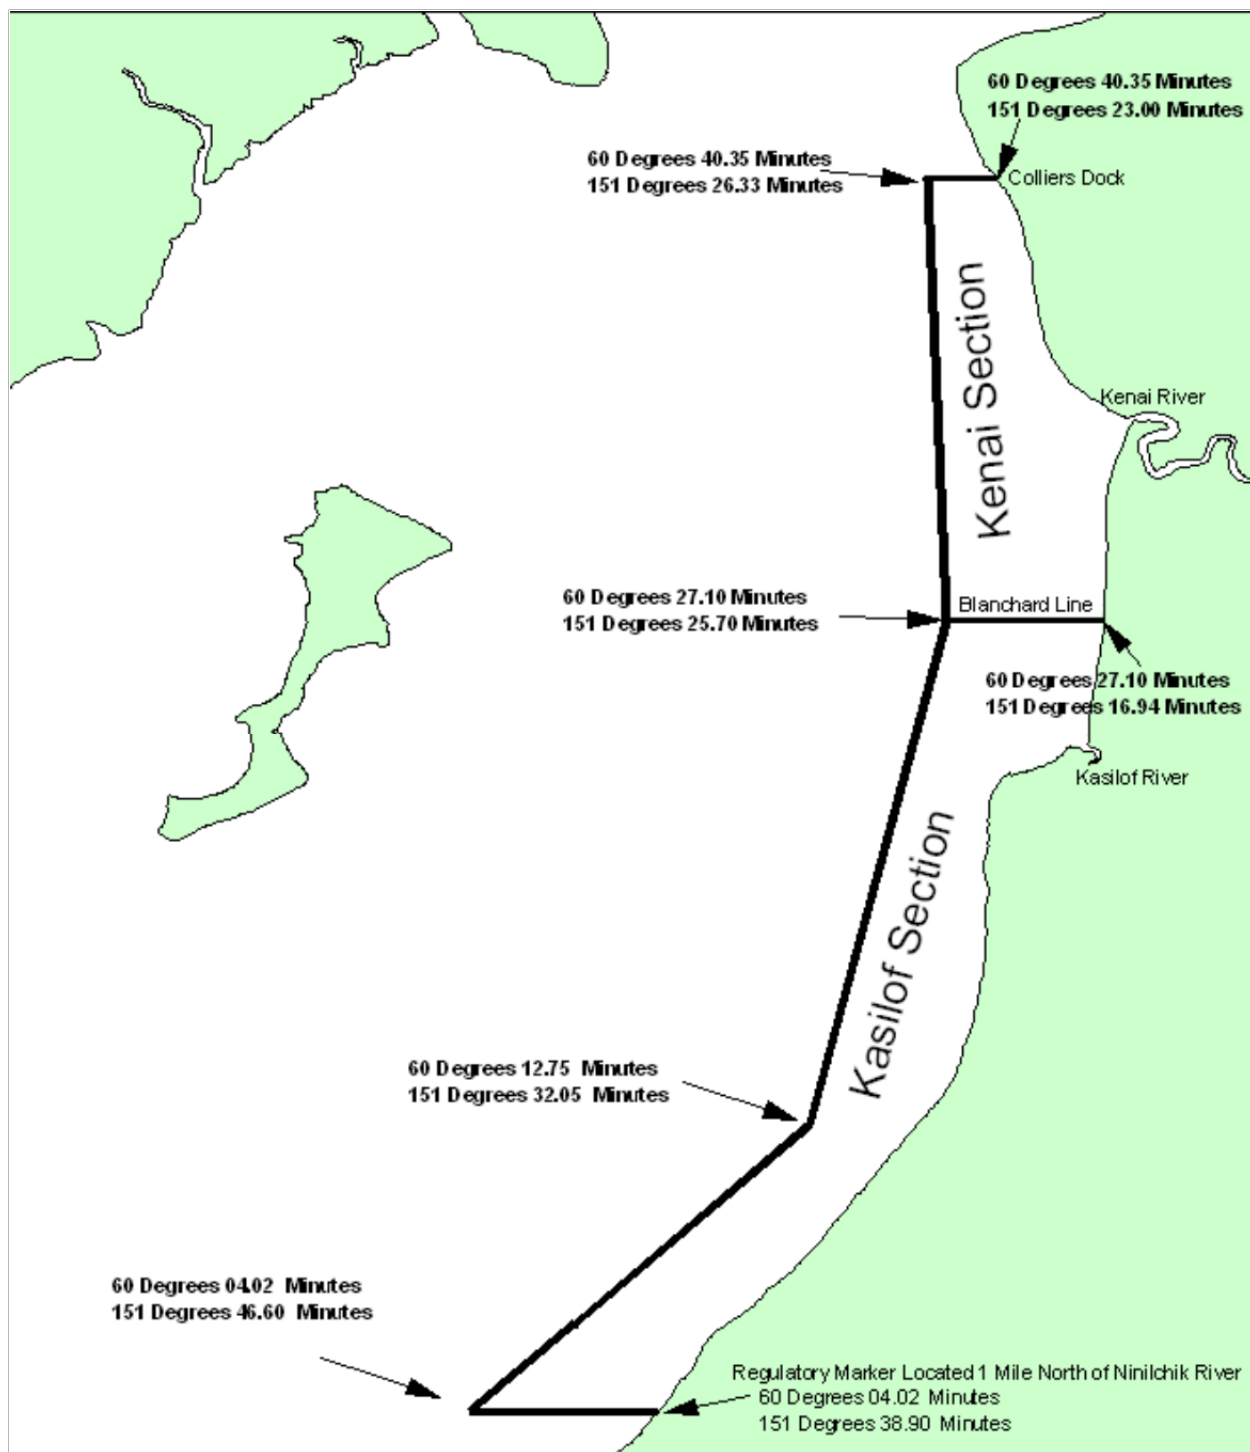 60 Degrees 40.35 Minutes
151 Degrees 23.00 Minutes
60 Degrees 40.35 Minutes
151 Degrees 26.33 Minutes
Colliers Dock
Kenai Section
Kenai River
60 Degrees 27.10 Minutes
151 Degrees 25.70 Minutes
Blanchard Line
60 Degrees 27.10 Minutes
151 Degrees 16.94 Minutes
Kasilof River
Kasilof Section
60 Degrees 12.75 Minutes
151 Degrees 32.05 Minutes
60 Degrees 04.02 Minutes
151 Degrees 46.60 Minutes
Regulatory Marker Located 1 Mile North of Ninilchik River
60 Degrees 04.02 Minutes
151 Degrees 38.90 Minutes